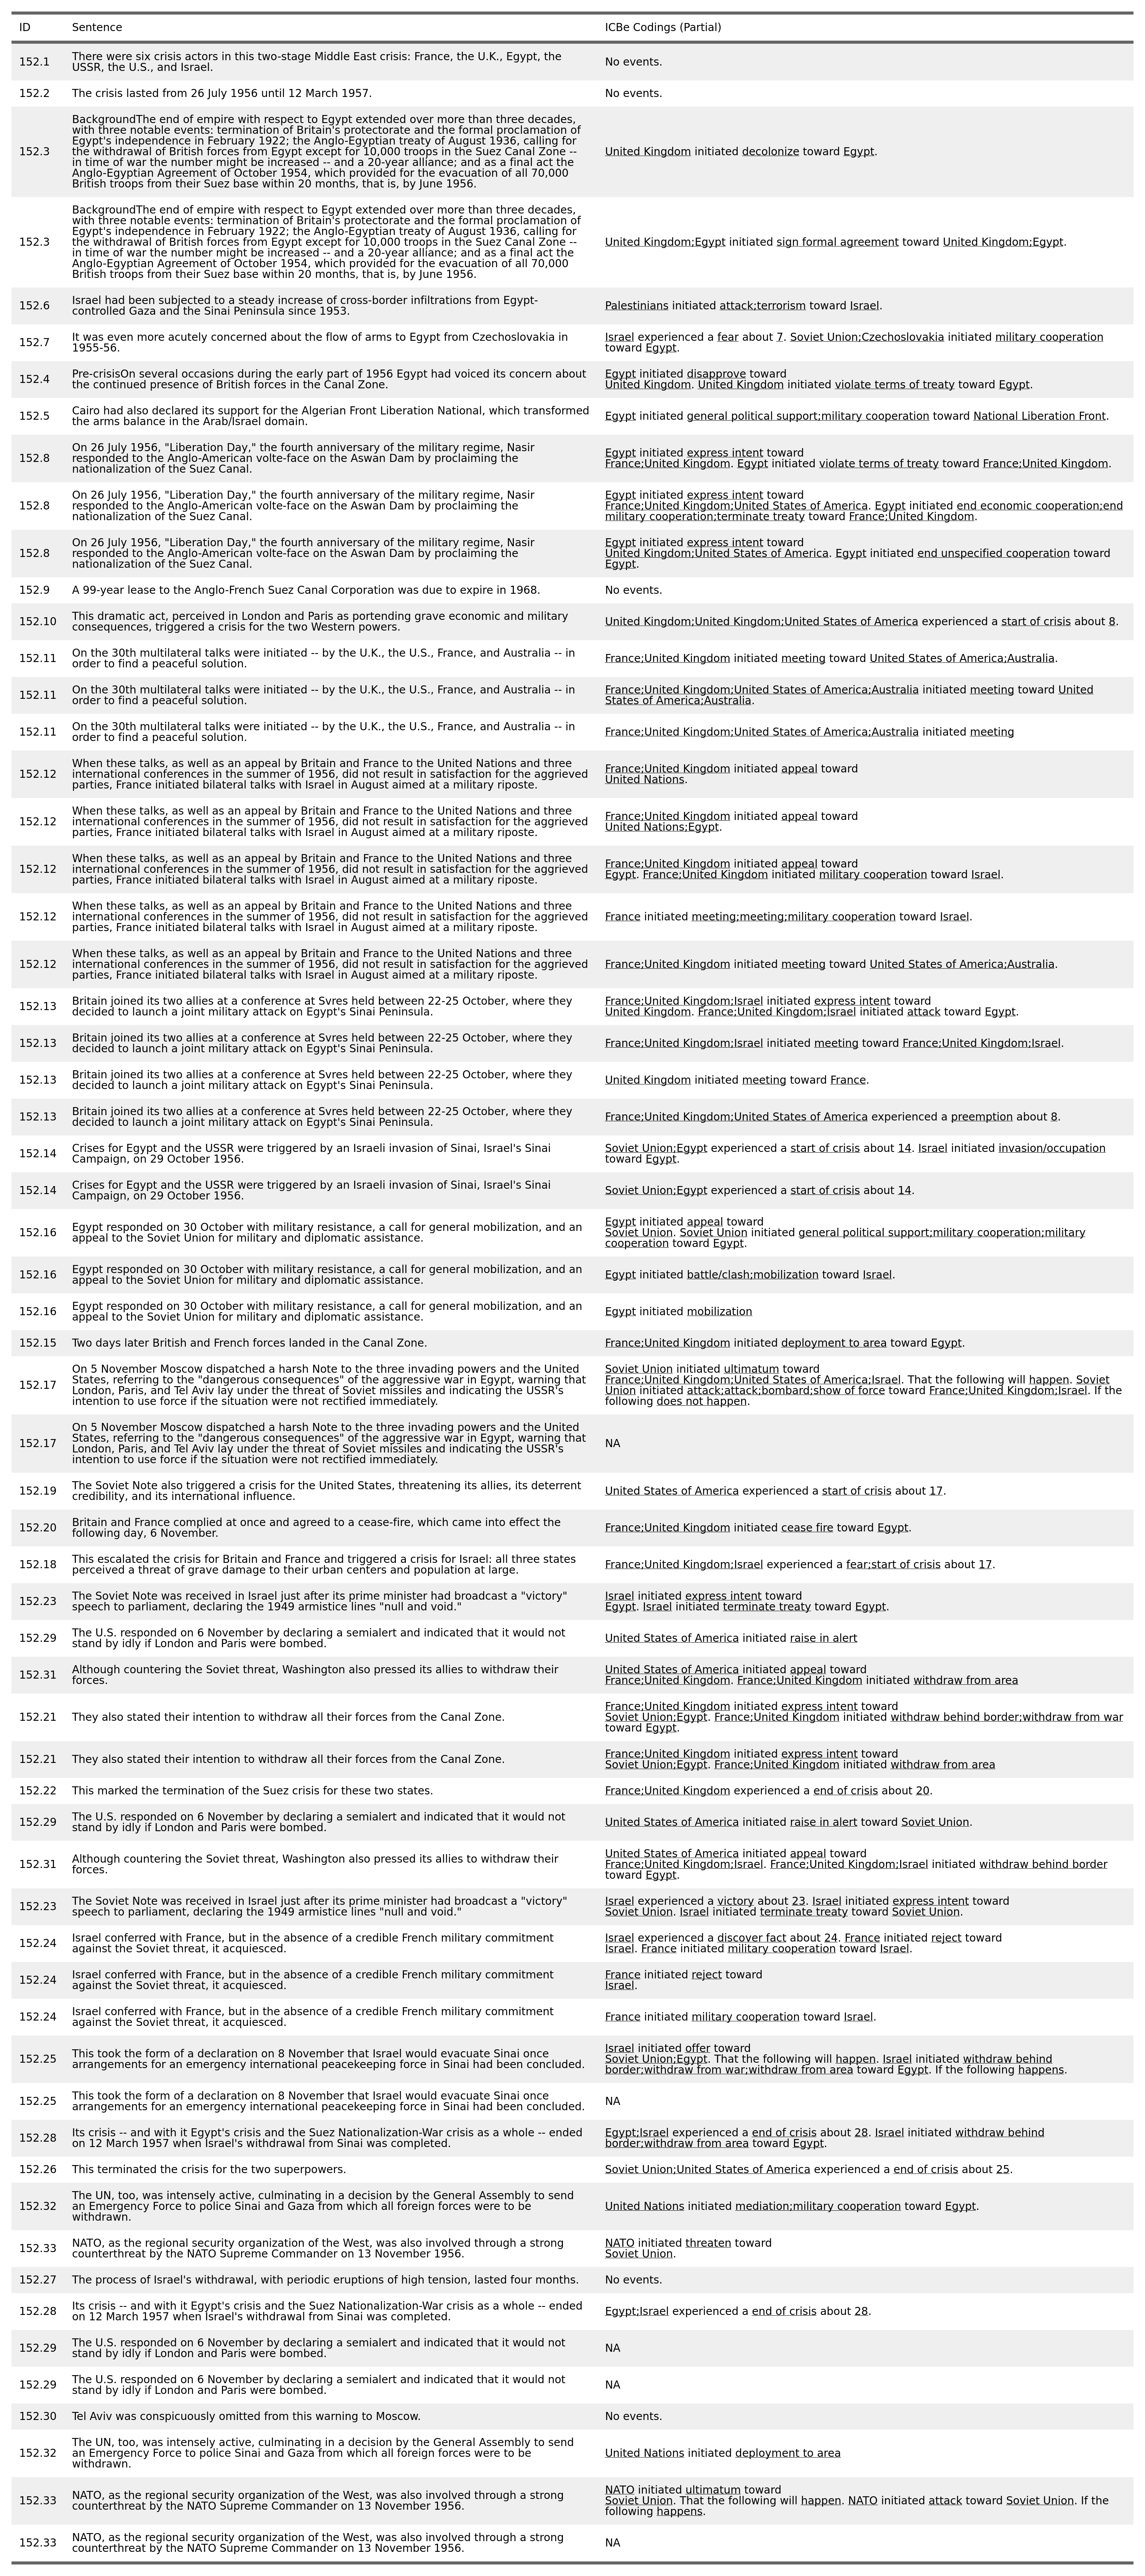 ID Sentence ICBe Codings (Partial)
152.1 There were six crisis actors in this two-stage Middle East crisis: France, the U.K., Egypt, the
USSR, the U.S., and Israel. No events.
152.2 The crisis lasted from 26 July 1956 until 12 March 1957. No events.
BackgroundThe end of empire with respect to Egypt extended over more than three decades,
with three notable events: termination of Britain's protectorate and the formal proclamation of
Egypt's independence in February 1922; the Anglo-Egyptian treaty of August 1936, calling for
152.3 the withdrawal of British forces from Egypt except for 10,000 troops in the Suez Canal Zone -- United Kingdom initiated decolonize toward Egypt.
in time of war the number might be increased -- and a 20-year alliance; and as a final act the
Anglo-Egyptian Agreement of October 1954, which provided for the evacuation of all 70,000
British troops from their Suez base within 20 months, that is, by June 1956.
BackgroundThe end of empire with respect to Egypt extended over more than three decades,
with three notable events: termination of Britain's protectorate and the formal proclamation of
Egypt's independence in February 1922; the Anglo-Egyptian treaty of August 1936, calling for
152.3 the withdrawal of British forces from Egypt except for 10,000 troops in the Suez Canal Zone -- United Kingdom;Egypt initiated sign formal agreement toward United Kingdom;Egypt.
in time of war the number might be increased -- and a 20-year alliance; and as a final act the
Anglo-Egyptian Agreement of October 1954, which provided for the evacuation of all 70,000
British troops from their Suez base within 20 months, that is, by June 1956.
152.6 Israel had been subjected to a steady increase of cross-border infiltrations from Egypt-
controlled Gaza and the Sinai Peninsula since 1953. Palestinians initiated attack;terrorism toward Israel.
152.7 It was even more acutely concerned about the flow of arms to Egypt from Czechoslovakia in Israel experienced a fear about 7. Soviet Union;Czechoslovakia initiated military cooperation
1955-56. toward Egypt.
152.4 Pre-crisisOn several occasions during the early part of 1956 Egypt had voiced its concern about Egypt initiated disapprove toward
the continued presence of British forces in the Canal Zone. United Kingdom. United Kingdom initiated violate terms of treaty toward Egypt.
152.5 Cairo had also declared its support for the Algerian Front Liberation National, which transformed
the arms balance in the Arab/Israel domain. Egypt initiated general political support;military cooperation toward National Liberation Front.
On 26 July 1956, "Liberation Day," the fourth anniversary of the military regime, Nasir
152.8 responded to the Anglo-American volte-face on the Aswan Dam by proclaiming the Egypt initiated express intent toward
nationalization of the Suez Canal. France;United Kingdom. Egypt initiated violate terms of treaty toward France;United Kingdom.
On 26 July 1956, "Liberation Day," the fourth anniversary of the military regime, Nasir Egypt initiated express intent toward
152.8 responded to the Anglo-American volte-face on the Aswan Dam by proclaiming the France;United Kingdom;United States of America. Egypt initiated end economic cooperation;end
nationalization of the Suez Canal. military cooperation;terminate treaty toward France;United Kingdom.
On 26 July 1956, "Liberation Day," the fourth anniversary of the military regime, Nasir Egypt initiated express intent toward
152.8 responded to the Anglo-American volte-face on the Aswan Dam by proclaiming the United Kingdom;United States of America. Egypt initiated end unspecified cooperation toward
nationalization of the Suez Canal. Egypt.
152.9 A 99-year lease to the Anglo-French Suez Canal Corporation was due to expire in 1968. No events.
152.10 This dramatic act, perceived in London and Paris as portending grave economic and military
consequences, triggered a crisis for the two Western powers. United Kingdom;United Kingdom;United States of America experienced a start of crisis about 8.
152.11 On the 30th multilateral talks were initiated -- by the U.K., the U.S., France, and Australia -- in
order to find a peaceful solution. France;United Kingdom initiated meeting toward United States of America;Australia.
152.11 On the 30th multilateral talks were initiated -- by the U.K., the U.S., France, and Australia -- in France;United Kingdom;United States of America;Australia initiated meeting toward United
order to find a peaceful solution. States of America;Australia.
152.11 On the 30th multilateral talks were initiated -- by the U.K., the U.S., France, and Australia -- in
order to find a peaceful solution. France;United Kingdom;United States of America;Australia initiated meeting
When these talks, as well as an appeal by Britain and France to the United Nations and three
152.12 international conferences in the summer of 1956, did not result in satisfaction for the aggrieved France;United Kingdom initiated appeal toward
parties, France initiated bilateral talks with Israel in August aimed at a military riposte. United Nations.
When these talks, as well as an appeal by Britain and France to the United Nations and three
152.12 international conferences in the summer of 1956, did not result in satisfaction for the aggrieved France;United Kingdom initiated appeal toward
parties, France initiated bilateral talks with Israel in August aimed at a military riposte. United Nations;Egypt.
When these talks, as well as an appeal by Britain and France to the United Nations and three
152.12 international conferences in the summer of 1956, did not result in satisfaction for the aggrieved France;United Kingdom initiated appeal toward
parties, France initiated bilateral talks with Israel in August aimed at a military riposte. Egypt. France;United Kingdom initiated military cooperation toward Israel.
When these talks, as well as an appeal by Britain and France to the United Nations and three
152.12 international conferences in the summer of 1956, did not result in satisfaction for the aggrieved France initiated meeting;meeting;military cooperation toward Israel.
parties, France initiated bilateral talks with Israel in August aimed at a military riposte.
When these talks, as well as an appeal by Britain and France to the United Nations and three
152.12 international conferences in the summer of 1956, did not result in satisfaction for the aggrieved France;United Kingdom initiated meeting toward United States of America;Australia.
parties, France initiated bilateral talks with Israel in August aimed at a military riposte.
152.13 Britain joined its two allies at a conference at Svres held between 22-25 October, where they France;United Kingdom;Israel initiated express intent toward
decided to launch a joint military attack on Egypt's Sinai Peninsula. United Kingdom. France;United Kingdom;Israel initiated attack toward Egypt.
152.13 Britain joined its two allies at a conference at Svres held between 22-25 October, where they
decided to launch a joint military attack on Egypt's Sinai Peninsula. France;United Kingdom;Israel initiated meeting toward France;United Kingdom;Israel.
152.13 Britain joined its two allies at a conference at Svres held between 22-25 October, where they
decided to launch a joint military attack on Egypt's Sinai Peninsula. United Kingdom initiated meeting toward France.
152.13 Britain joined its two allies at a conference at Svres held between 22-25 October, where they
decided to launch a joint military attack on Egypt's Sinai Peninsula. France;United Kingdom;United States of America experienced a preemption about 8.
152.14 Crises for Egypt and the USSR were triggered by an Israeli invasion of Sinai, Israel's Sinai Soviet Union;Egypt experienced a start of crisis about 14. Israel initiated invasion/occupation
Campaign, on 29 October 1956. toward Egypt.
152.14 Crises for Egypt and the USSR were triggered by an Israeli invasion of Sinai, Israel's Sinai
Campaign, on 29 October 1956. Soviet Union;Egypt experienced a start of crisis about 14.
Egypt initiated appeal toward
152.16 Egypt responded on 30 October with military resistance, a call for general mobilization, and an Soviet Union. Soviet Union initiated general political support;military cooperation;military
appeal to the Soviet Union for military and diplomatic assistance. cooperation toward Egypt.
152.16 Egypt responded on 30 October with military resistance, a call for general mobilization, and an
appeal to the Soviet Union for military and diplomatic assistance. Egypt initiated battle/clash;mobilization toward Israel.
152.16 Egypt responded on 30 October with military resistance, a call for general mobilization, and an
appeal to the Soviet Union for military and diplomatic assistance. Egypt initiated mobilization
152.15 Two days later British and French forces landed in the Canal Zone. France;United Kingdom initiated deployment to area toward Egypt.
On 5 November Moscow dispatched a harsh Note to the three invading powers and the United Soviet Union initiated ultimatum toward
152.17 States, referring to the "dangerous consequences" of the aggressive war in Egypt, warning that France;United Kingdom;United States of America;Israel. That the following will happen. Soviet
London, Paris, and Tel Aviv lay under the threat of Soviet missiles and indicating the USSR's Union initiated attack;attack;bombard;show of force toward France;United Kingdom;Israel. If the
intention to use force if the situation were not rectified immediately. following does not happen.
On 5 November Moscow dispatched a harsh Note to the three invading powers and the United
152.17 States, referring to the "dangerous consequences" of the aggressive war in Egypt, warning that NA
London, Paris, and Tel Aviv lay under the threat of Soviet missiles and indicating the USSR's
intention to use force if the situation were not rectified immediately.
152.19 The Soviet Note also triggered a crisis for the United States, threatening its allies, its deterrent
credibility, and its international influence. United States of America experienced a start of crisis about 17.
152.20 Britain and France complied at once and agreed to a cease-fire, which came into effect the
following day, 6 November. France;United Kingdom initiated cease fire toward Egypt.
152.18 This escalated the crisis for Britain and France and triggered a crisis for Israel: all three states
perceived a threat of grave damage to their urban centers and population at large. France;United Kingdom;Israel experienced a fear;start of crisis about 17.
152.23 The Soviet Note was received in Israel just after its prime minister had broadcast a "victory" Israel initiated express intent toward
speech to parliament, declaring the 1949 armistice lines "null and void." Egypt. Israel initiated terminate treaty toward Egypt.
152.29 The U.S. responded on 6 November by declaring a semialert and indicated that it would not
stand by idly if London and Paris were bombed. United States of America initiated raise in alert
152.31 Although countering the Soviet threat, Washington also pressed its allies to withdraw their United States of America initiated appeal toward
forces. France;United Kingdom. France;United Kingdom initiated withdraw from area
France;United Kingdom initiated express intent toward
152.21 They also stated their intention to withdraw all their forces from the Canal Zone. Soviet Union;Egypt. France;United Kingdom initiated withdraw behind border;withdraw from war
toward Egypt.
152.21 They also stated their intention to withdraw all their forces from the Canal Zone. France;United Kingdom initiated express intent toward
Soviet Union;Egypt. France;United Kingdom initiated withdraw from area
152.22 This marked the termination of the Suez crisis for these two states. France;United Kingdom experienced a end of crisis about 20.
152.29 The U.S. responded on 6 November by declaring a semialert and indicated that it would not
stand by idly if London and Paris were bombed. United States of America initiated raise in alert toward Soviet Union.
United States of America initiated appeal toward
152.31 Although countering the Soviet threat, Washington also pressed its allies to withdraw their France;United Kingdom;Israel. France;United Kingdom;Israel initiated withdraw behind border
forces. toward Egypt.
152.23 The Soviet Note was received in Israel just after its prime minister had broadcast a "victory" Israel experienced a victory about 23. Israel initiated express intent toward
speech to parliament, declaring the 1949 armistice lines "null and void." Soviet Union. Israel initiated terminate treaty toward Soviet Union.
152.24 Israel conferred with France, but in the absence of a credible French military commitment Israel experienced a discover fact about 24. France initiated reject toward
against the Soviet threat, it acquiesced. Israel. France initiated military cooperation toward Israel.
152.24 Israel conferred with France, but in the absence of a credible French military commitment France initiated reject toward
against the Soviet threat, it acquiesced. Israel.
152.24 Israel conferred with France, but in the absence of a credible French military commitment
against the Soviet threat, it acquiesced. France initiated military cooperation toward Israel.
Israel initiated offer toward
152.25 This took the form of a declaration on 8 November that Israel would evacuate Sinai once Soviet Union;Egypt. That the following will happen. Israel initiated withdraw behind
arrangements for an emergency international peacekeeping force in Sinai had been concluded. border;withdraw from war;withdraw from area toward Egypt. If the following happens.
152.25 This took the form of a declaration on 8 November that Israel would evacuate Sinai once
arrangements for an emergency international peacekeeping force in Sinai had been concluded. NA
152.28 Its crisis -- and with it Egypt's crisis and the Suez Nationalization-War crisis as a whole -- ended Egypt;Israel experienced a end of crisis about 28. Israel initiated withdraw behind
on 12 March 1957 when Israel's withdrawal from Sinai was completed. border;withdraw from area toward Egypt.
152.26 This terminated the crisis for the two superpowers. Soviet Union;United States of America experienced a end of crisis about 25.
The UN, too, was intensely active, culminating in a decision by the General Assembly to send
152.32 an Emergency Force to police Sinai and Gaza from which all foreign forces were to be United Nations initiated mediation;military cooperation toward Egypt.
withdrawn.
152.33 NATO, as the regional security organization of the West, was also involved through a strong NATO initiated threaten toward
counterthreat by the NATO Supreme Commander on 13 November 1956. Soviet Union.
152.27 The process of Israel's withdrawal, with periodic eruptions of high tension, lasted four months. No events.
152.28 Its crisis -- and with it Egypt's crisis and the Suez Nationalization-War crisis as a whole -- ended
on 12 March 1957 when Israel's withdrawal from Sinai was completed. Egypt;Israel experienced a end of crisis about 28.
152.29 The U.S. responded on 6 November by declaring a semialert and indicated that it would not
stand by idly if London and Paris were bombed. NA
152.29 The U.S. responded on 6 November by declaring a semialert and indicated that it would not
stand by idly if London and Paris were bombed. NA
152.30 Tel Aviv was conspicuously omitted from this warning to Moscow. No events.
The UN, too, was intensely active, culminating in a decision by the General Assembly to send
152.32 an Emergency Force to police Sinai and Gaza from which all foreign forces were to be United Nations initiated deployment to area
withdrawn.
NATO initiated ultimatum toward
152.33 NATO, as the regional security organization of the West, was also involved through a strong Soviet Union. That the following will happen. NATO initiated attack toward Soviet Union. If the
counterthreat by the NATO Supreme Commander on 13 November 1956. following happens.
152.33 NATO, as the regional security organization of the West, was also involved through a strong
counterthreat by the NATO Supreme Commander on 13 November 1956. NA